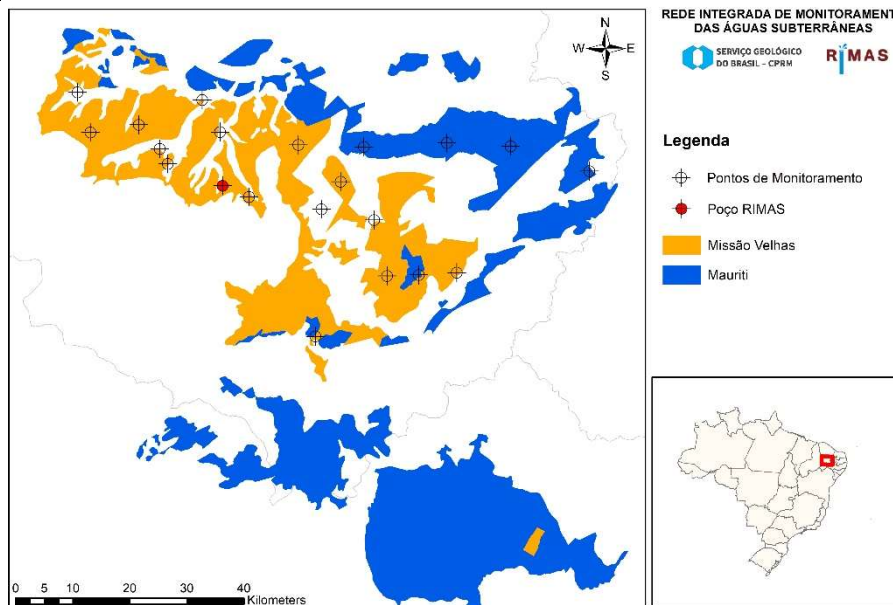 REDE INTEGRADA DE MONITORAMENT
DAS ÁGUAS SUBTERRÂNEAS
SERVIÇO GEOLÓGICO
DO BRASIL – CPRM
RIMAS
N
W
E
S
Legenda
Pontos de Monitoramento
Poço RIMAS
Missão Velhas
Mauriti
0 5 10 20 30 40
Kilometers